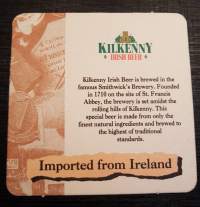 KILKENNY
IRISH BEER
Kilkenny Irish Beer is brewed in the
famous Smithwick's Brewery. Founded
in 1710 on the site of St. Francis
Abbey, the brewery is set amidst the
rolling hills of Kilkenny. This
special beer is made from only the
finest natural ingredients and brewed to
the highest of traditional
standards.
Imported from Ireland